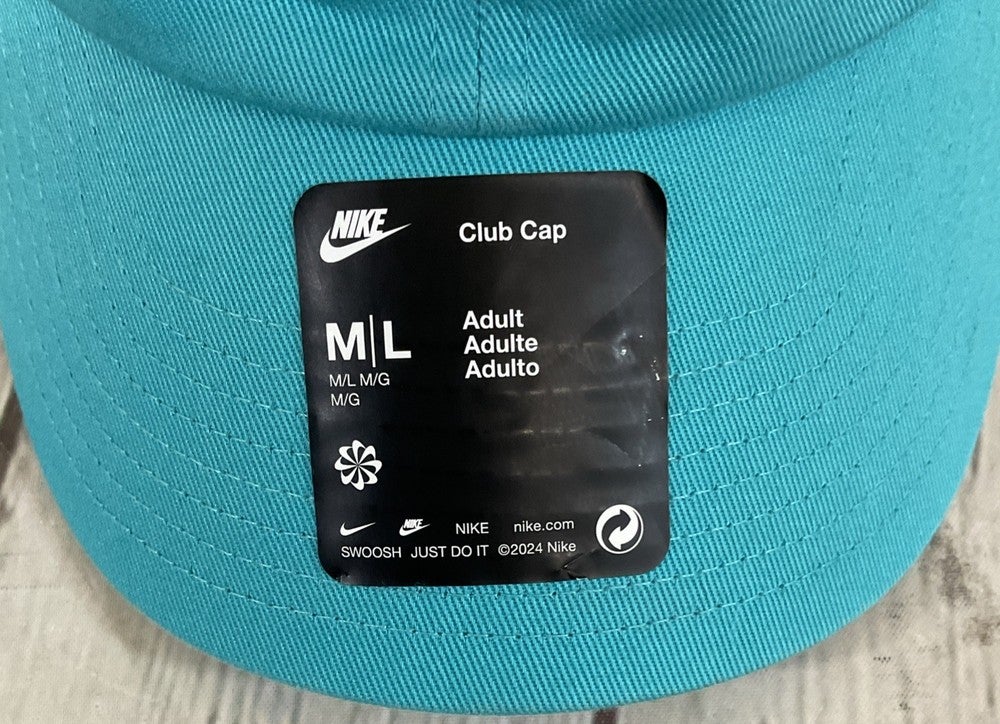 NIKE
Club Cap
M|L
M/L M/G
M/G
Adult
Adulte
Adulto
NIKE NIKE nike.com
SWOOSH JUST DO IT ©2024 Nike